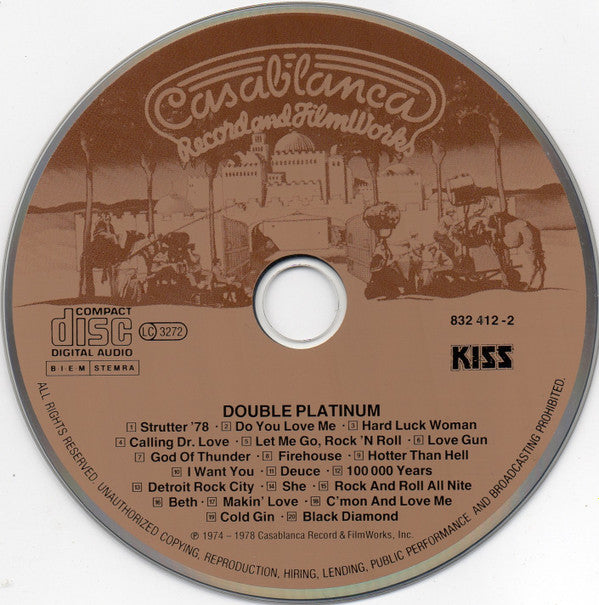 Casablanca
Record and FilmWorks
COMPACT
disc
DIGITAL AUDIO
LC 3272
BIEM STEMRA
832 412-2
KISS
DOUBLE PLATINUM
1 Strutter '78 · 2 Do You Love Me · 3 Hard Luck Woman
4 Calling Dr. Love · 5 Let Me Go, Rock 'N Roll · 6 Love Gun
7 God Of Thunder · 8 Firehouse · 9 Hotter Than Hell
10 I Want You · 11 Deuce · 12 100 000 Years
13 Detroit Rock City · 14 She · 15 Rock And Roll All Nite
16 Beth · 17 Makin' Love · 18 C'mon And Love Me
19 Cold Gin · 20 Black Diamond
℗ 1974 – 1978 Casablanca Record & FilmWorks, Inc.
ALL RIGHTS RESERVED. UNAUTHORIZED COPYING, REPRODUCTION, HIRING, LENDING, PUBLIC PERFORMANCE AND BROADCASTING PROHIBITED.